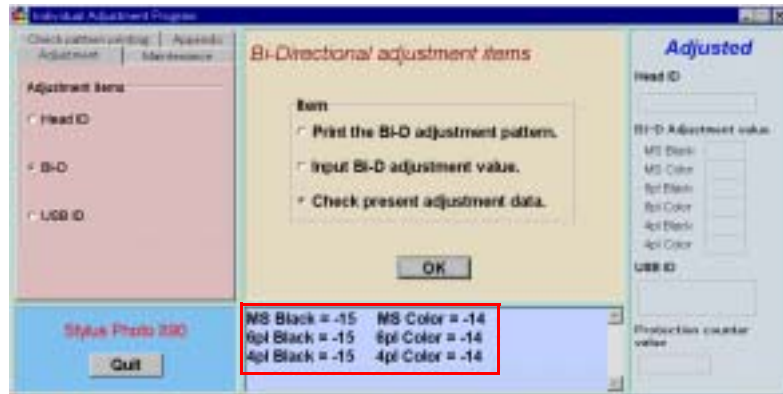 Individual Adjustment Program
Check pattern printing | Appendix
Adjustment | Maintenance
Adjustment items
Head ID
Bi-D
USB ID
Stylus Photo 890
Quit
Bi-Directional adjustment items
Item
Print the Bi-D adjustment pattern.
Input Bi-D adjustment value.
Check present adjustment data.
OK
MS Black = -15 MS Color = -14
6pl Black = -15 6pl Color = -14
4pl Black = -15 4pl Color = -14
Adjusted
Head ID
Bi-D Adjustment value
MS Black
MS Color
6pl Black
6pl Color
4pl Black
4pl Color
USB ID
Protection counter
value